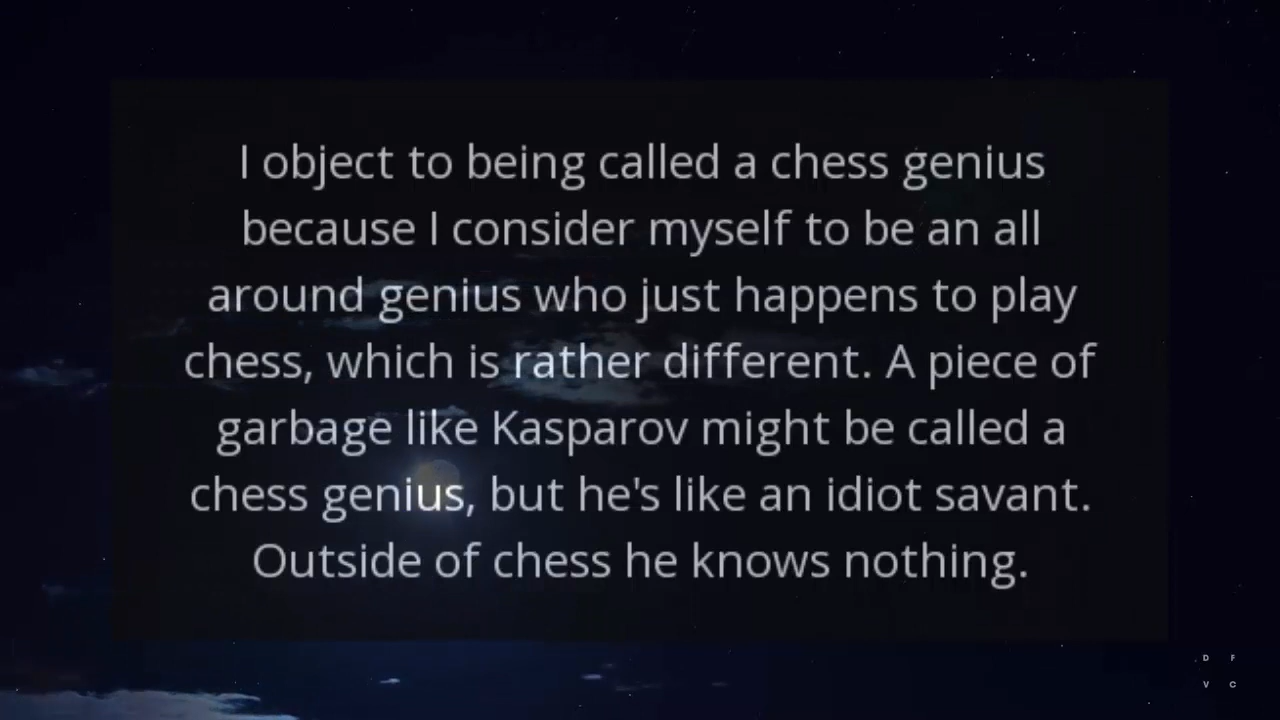 I object to being called a chess genius
because I consider myself to be an all
around genius who just happens to play
chess, which is rather different. A piece of
garbage like Kasparov might be called a
chess genius, but he's like an idiot savant.
Outside of chess he knows nothing.
D F
V C